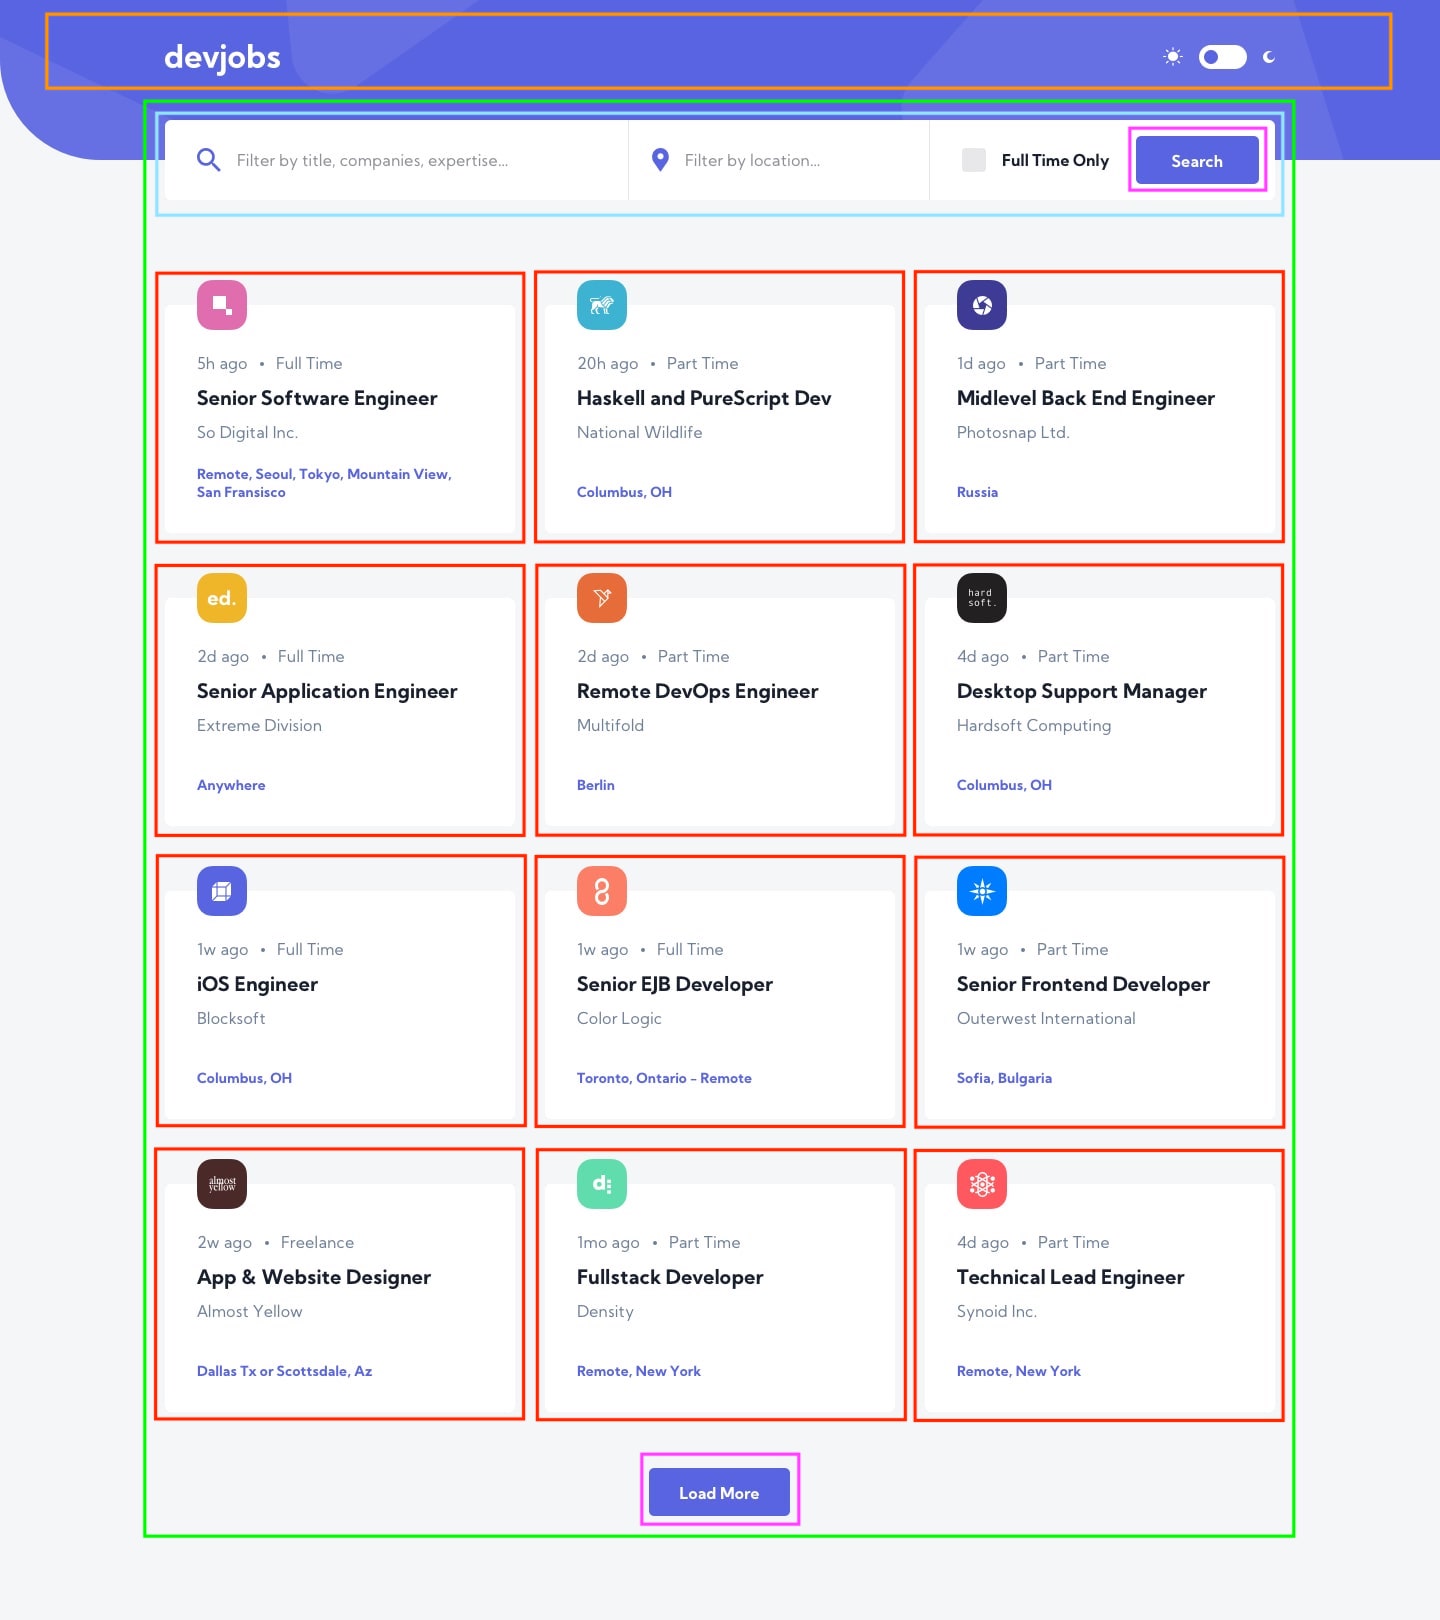 devjobs
Filter by title, companies, expertise...
Filter by location...
Full Time Only
Search
5h ago • Full Time
Senior Software Engineer
So Digital Inc.
Remote, Seoul, Tokyo, Mountain View,
San Fransisco
20h ago • Part Time
Haskell and PureScript Dev
National Wildlife
Columbus, OH
1d ago • Part Time
Midlevel Back End Engineer
Photosnap Ltd.
Russia
ed.
2d ago • Full Time
Senior Application Engineer
Extreme Division
Anywhere
2d ago • Part Time
Remote DevOps Engineer
Multifold
Berlin
hard
soft.
4d ago • Part Time
Desktop Support Manager
Hardsoft Computing
Columbus, OH
1w ago • Full Time
iOS Engineer
Blocksoft
Columbus, OH
1w ago • Full Time
Senior EJB Developer
Color Logic
Toronto, Ontario - Remote
1w ago • Part Time
Senior Frontend Developer
Outerwest International
Sofia, Bulgaria
almost
yellow
2w ago • Freelance
App & Website Designer
Almost Yellow
Dallas Tx or Scottsdale, Az
d
1mo ago • Part Time
Fullstack Developer
Density
Remote, New York
4d ago • Part Time
Technical Lead Engineer
Synoid Inc.
Remote, New York
Load More